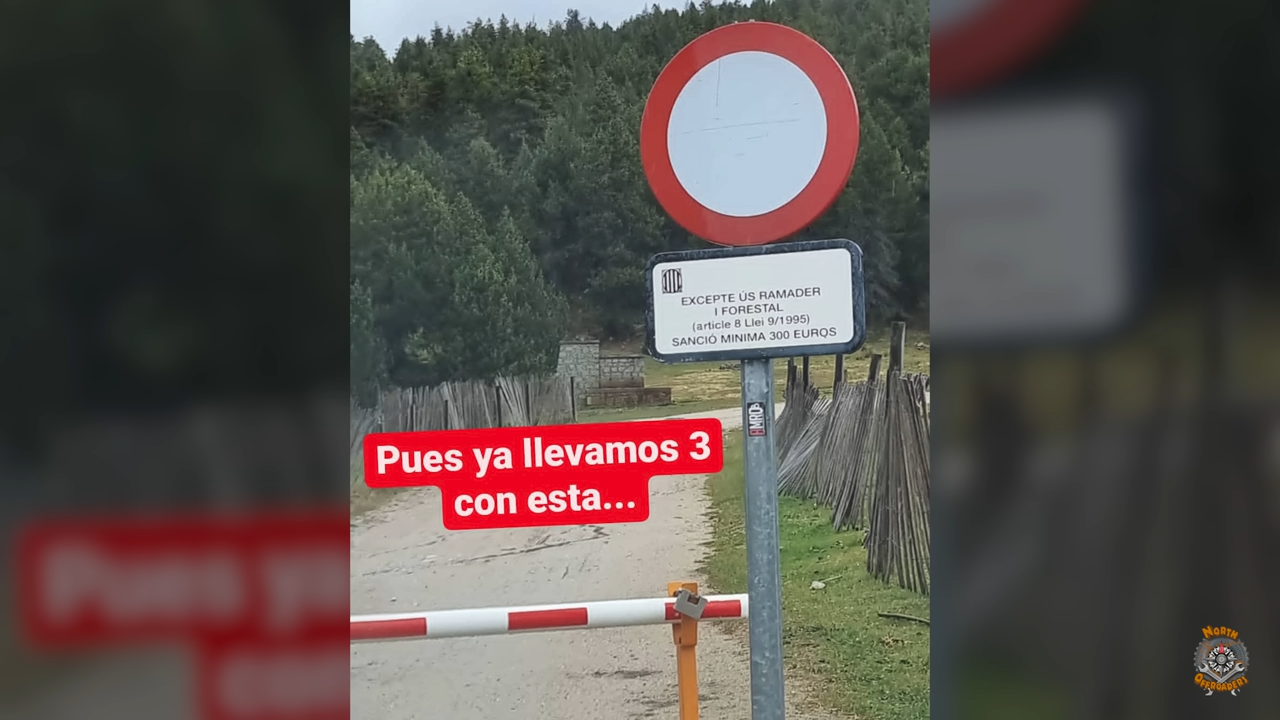 EXCEPTE ÚS RAMADER
I FORESTAL
(article 8 Llei 9/1995)
SANCIÓ MINIMA 300 EUROS
Pues ya llevamos 3
con esta...
NORTH
OFFROADERS